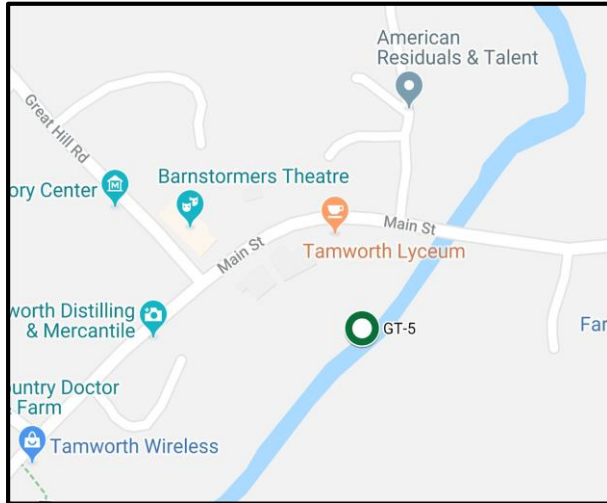 American
Residuals & Talent
Great Hill Rd
ory Center
Barnstormers Theatre
Main St
Main St
Tamworth Lyceum
worth Distilling
& Mercantile
GT-5
Far
untry Doctor
& Farm
Tamworth Wireless